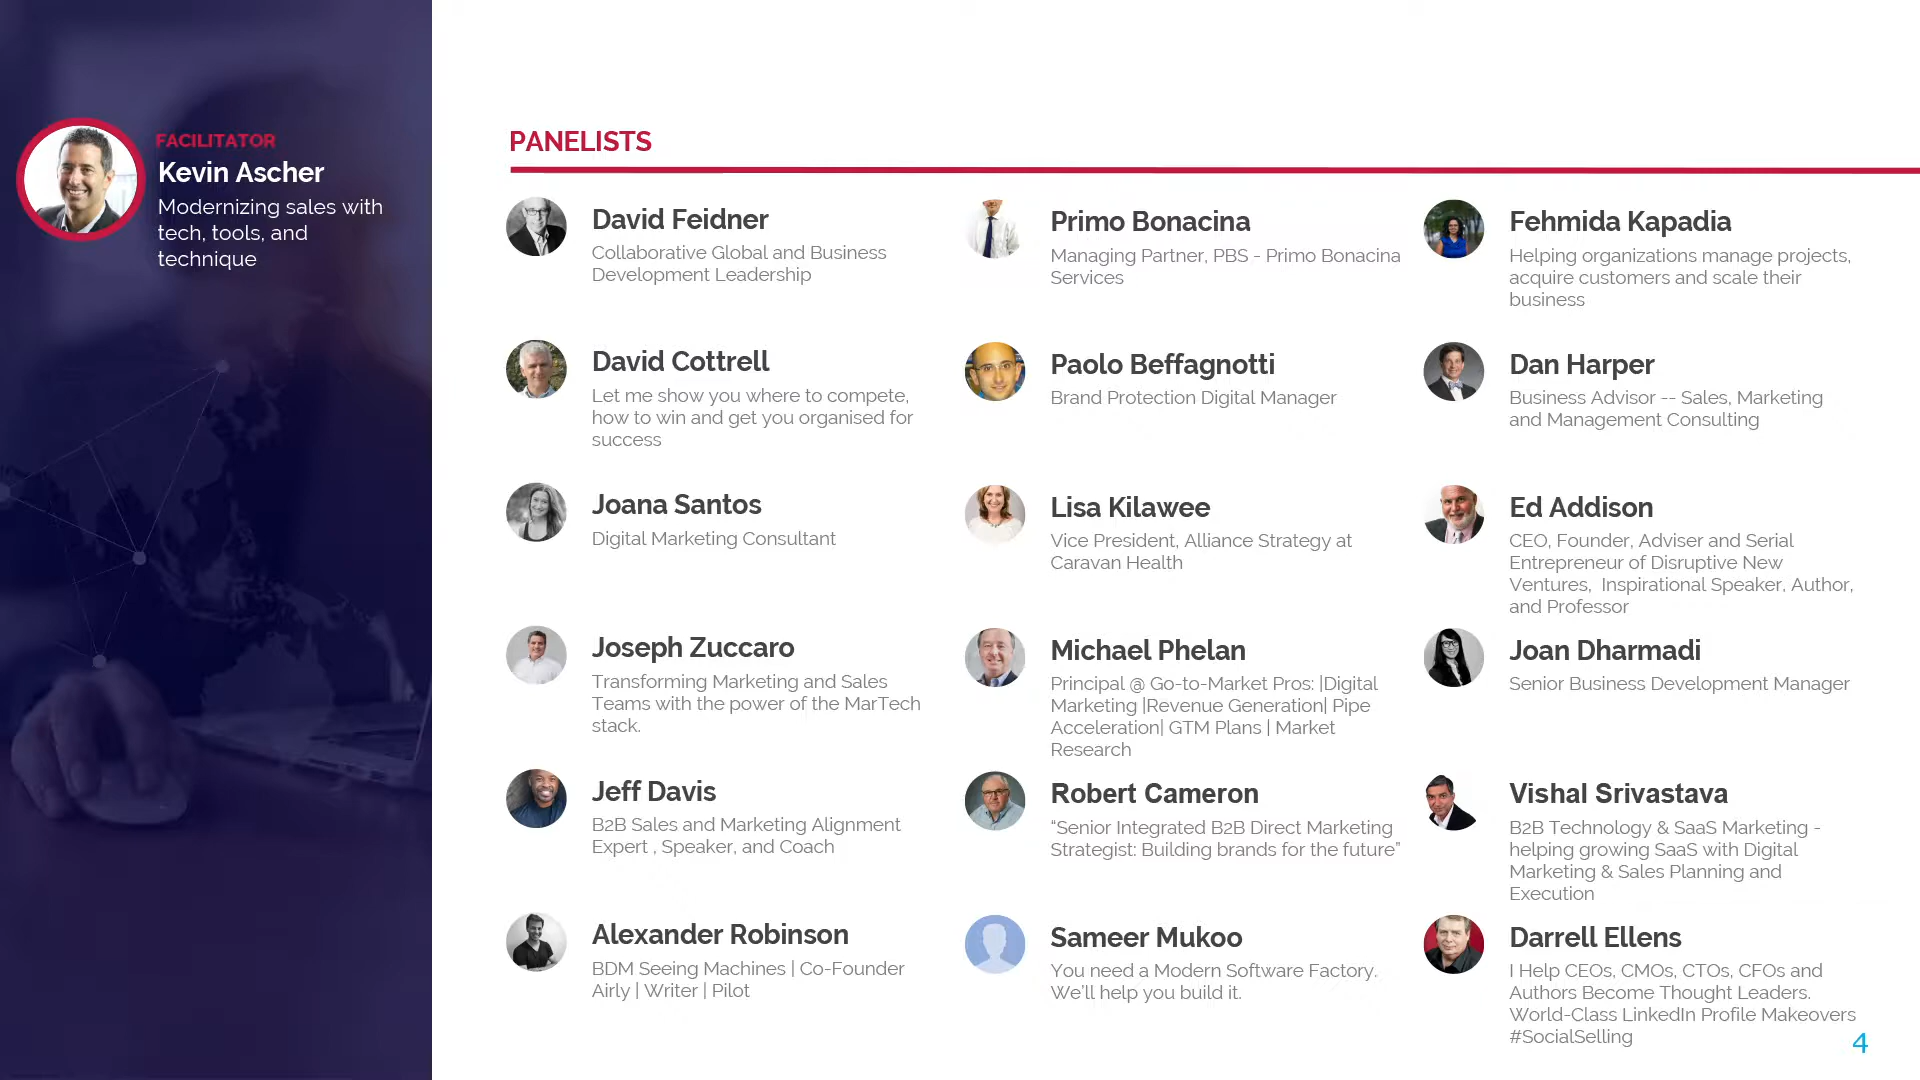 FACILITATOR
Kevin Ascher
Modernizing sales with
tech, tools, and
technique
PANELISTS
David Feidner
Collaborative Global and Business
Development Leadership
Primo Bonacina
Managing Partner, PBS - Primo Bonacina
Services
Fehmida Kapadia
Helping organizations manage projects,
acquire customers and scale their
business
David Cottrell
Let me show you where to compete,
how to win and get you organised for
success
Paolo Beffagnotti
Brand Protection Digital Manager
Dan Harper
Business Advisor -- Sales, Marketing
and Management Consulting
Joana Santos
Digital Marketing Consultant
Lisa Kilawee
Vice President, Alliance Strategy at
Caravan Health
Ed Addison
CEO, Founder, Adviser and Serial
Entrepreneur of Disruptive New
Ventures,  Inspirational Speaker, Author,
and Professor
Joseph Zuccaro
Transforming Marketing and Sales
Teams with the power of the MarTech
stack.
Michael Phelan
Principal @ Go-to-Market Pros: |Digital
Marketing |Revenue Generation| Pipe
Acceleration| GTM Plans | Market
Research
Joan Dharmadi
Senior Business Development Manager
Jeff Davis
B2B Sales and Marketing Alignment
Expert , Speaker, and Coach
Robert Cameron
“Senior Integrated B2B Direct Marketing
Strategist: Building brands for the future”
Vishal Srivastava
B2B Technology & SaaS Marketing -
helping growing SaaS with Digital
Marketing & Sales Planning and
Execution
Alexander Robinson
BDM Seeing Machines | Co-Founder
Airly | Writer | Pilot
Sameer Mukoo
You need a Modern Software Factory.
We’ll help you build it.
Darrell Ellens
I Help CEOs, CMOs, CTOs, CFOs and
Authors Become Thought Leaders.
World-Class LinkedIn Profile Makeovers
#SocialSelling
4